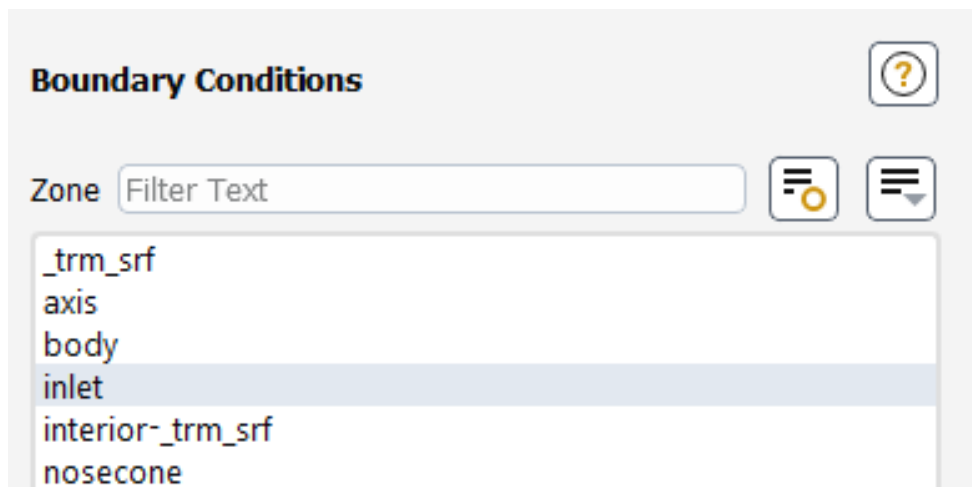 Boundary Conditions
?
Zone Filter Text
_trm_srf
axis
body
inlet
interior-_trm_srf
nosecone